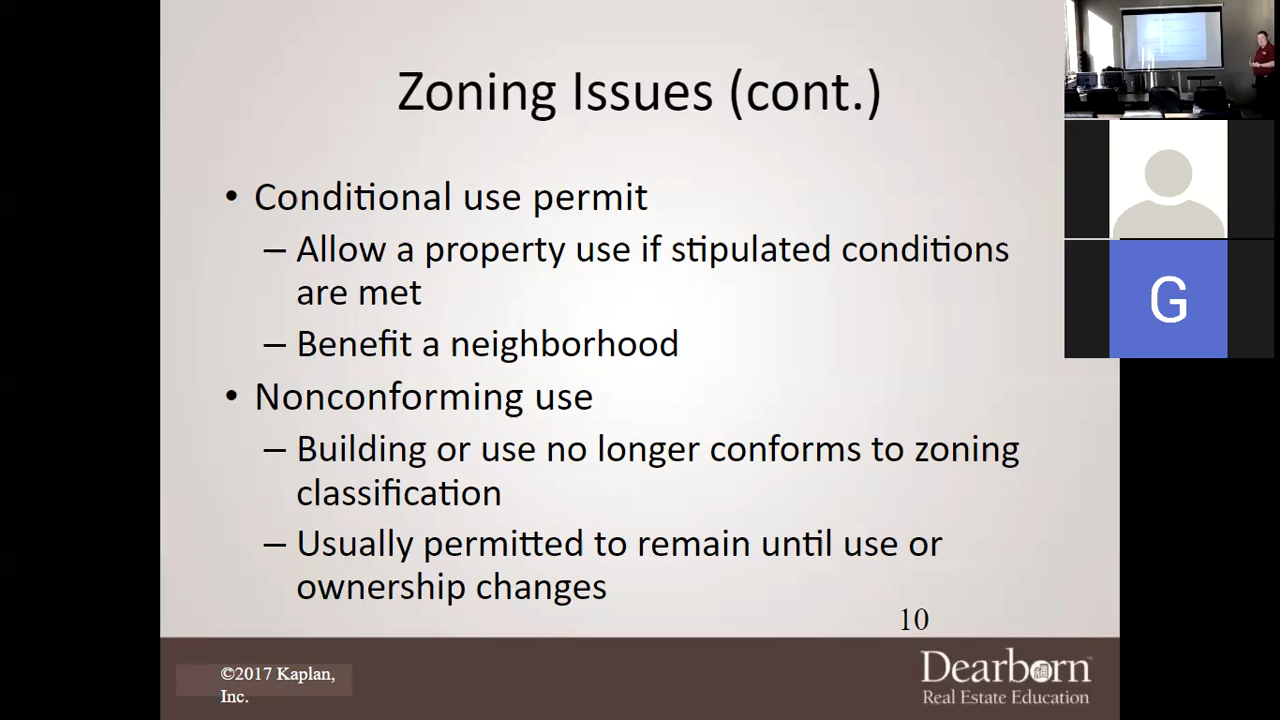 Zoning Issues (cont.)
• Conditional use permit
– Allow a property use if stipulated conditions
are met
– Benefit a neighborhood
• Nonconforming use
– Building or use no longer conforms to zoning
classification
– Usually permitted to remain until use or
ownership changes
10
©2017 Kaplan,
Inc.
Dearborn™
Real Estate Education
G